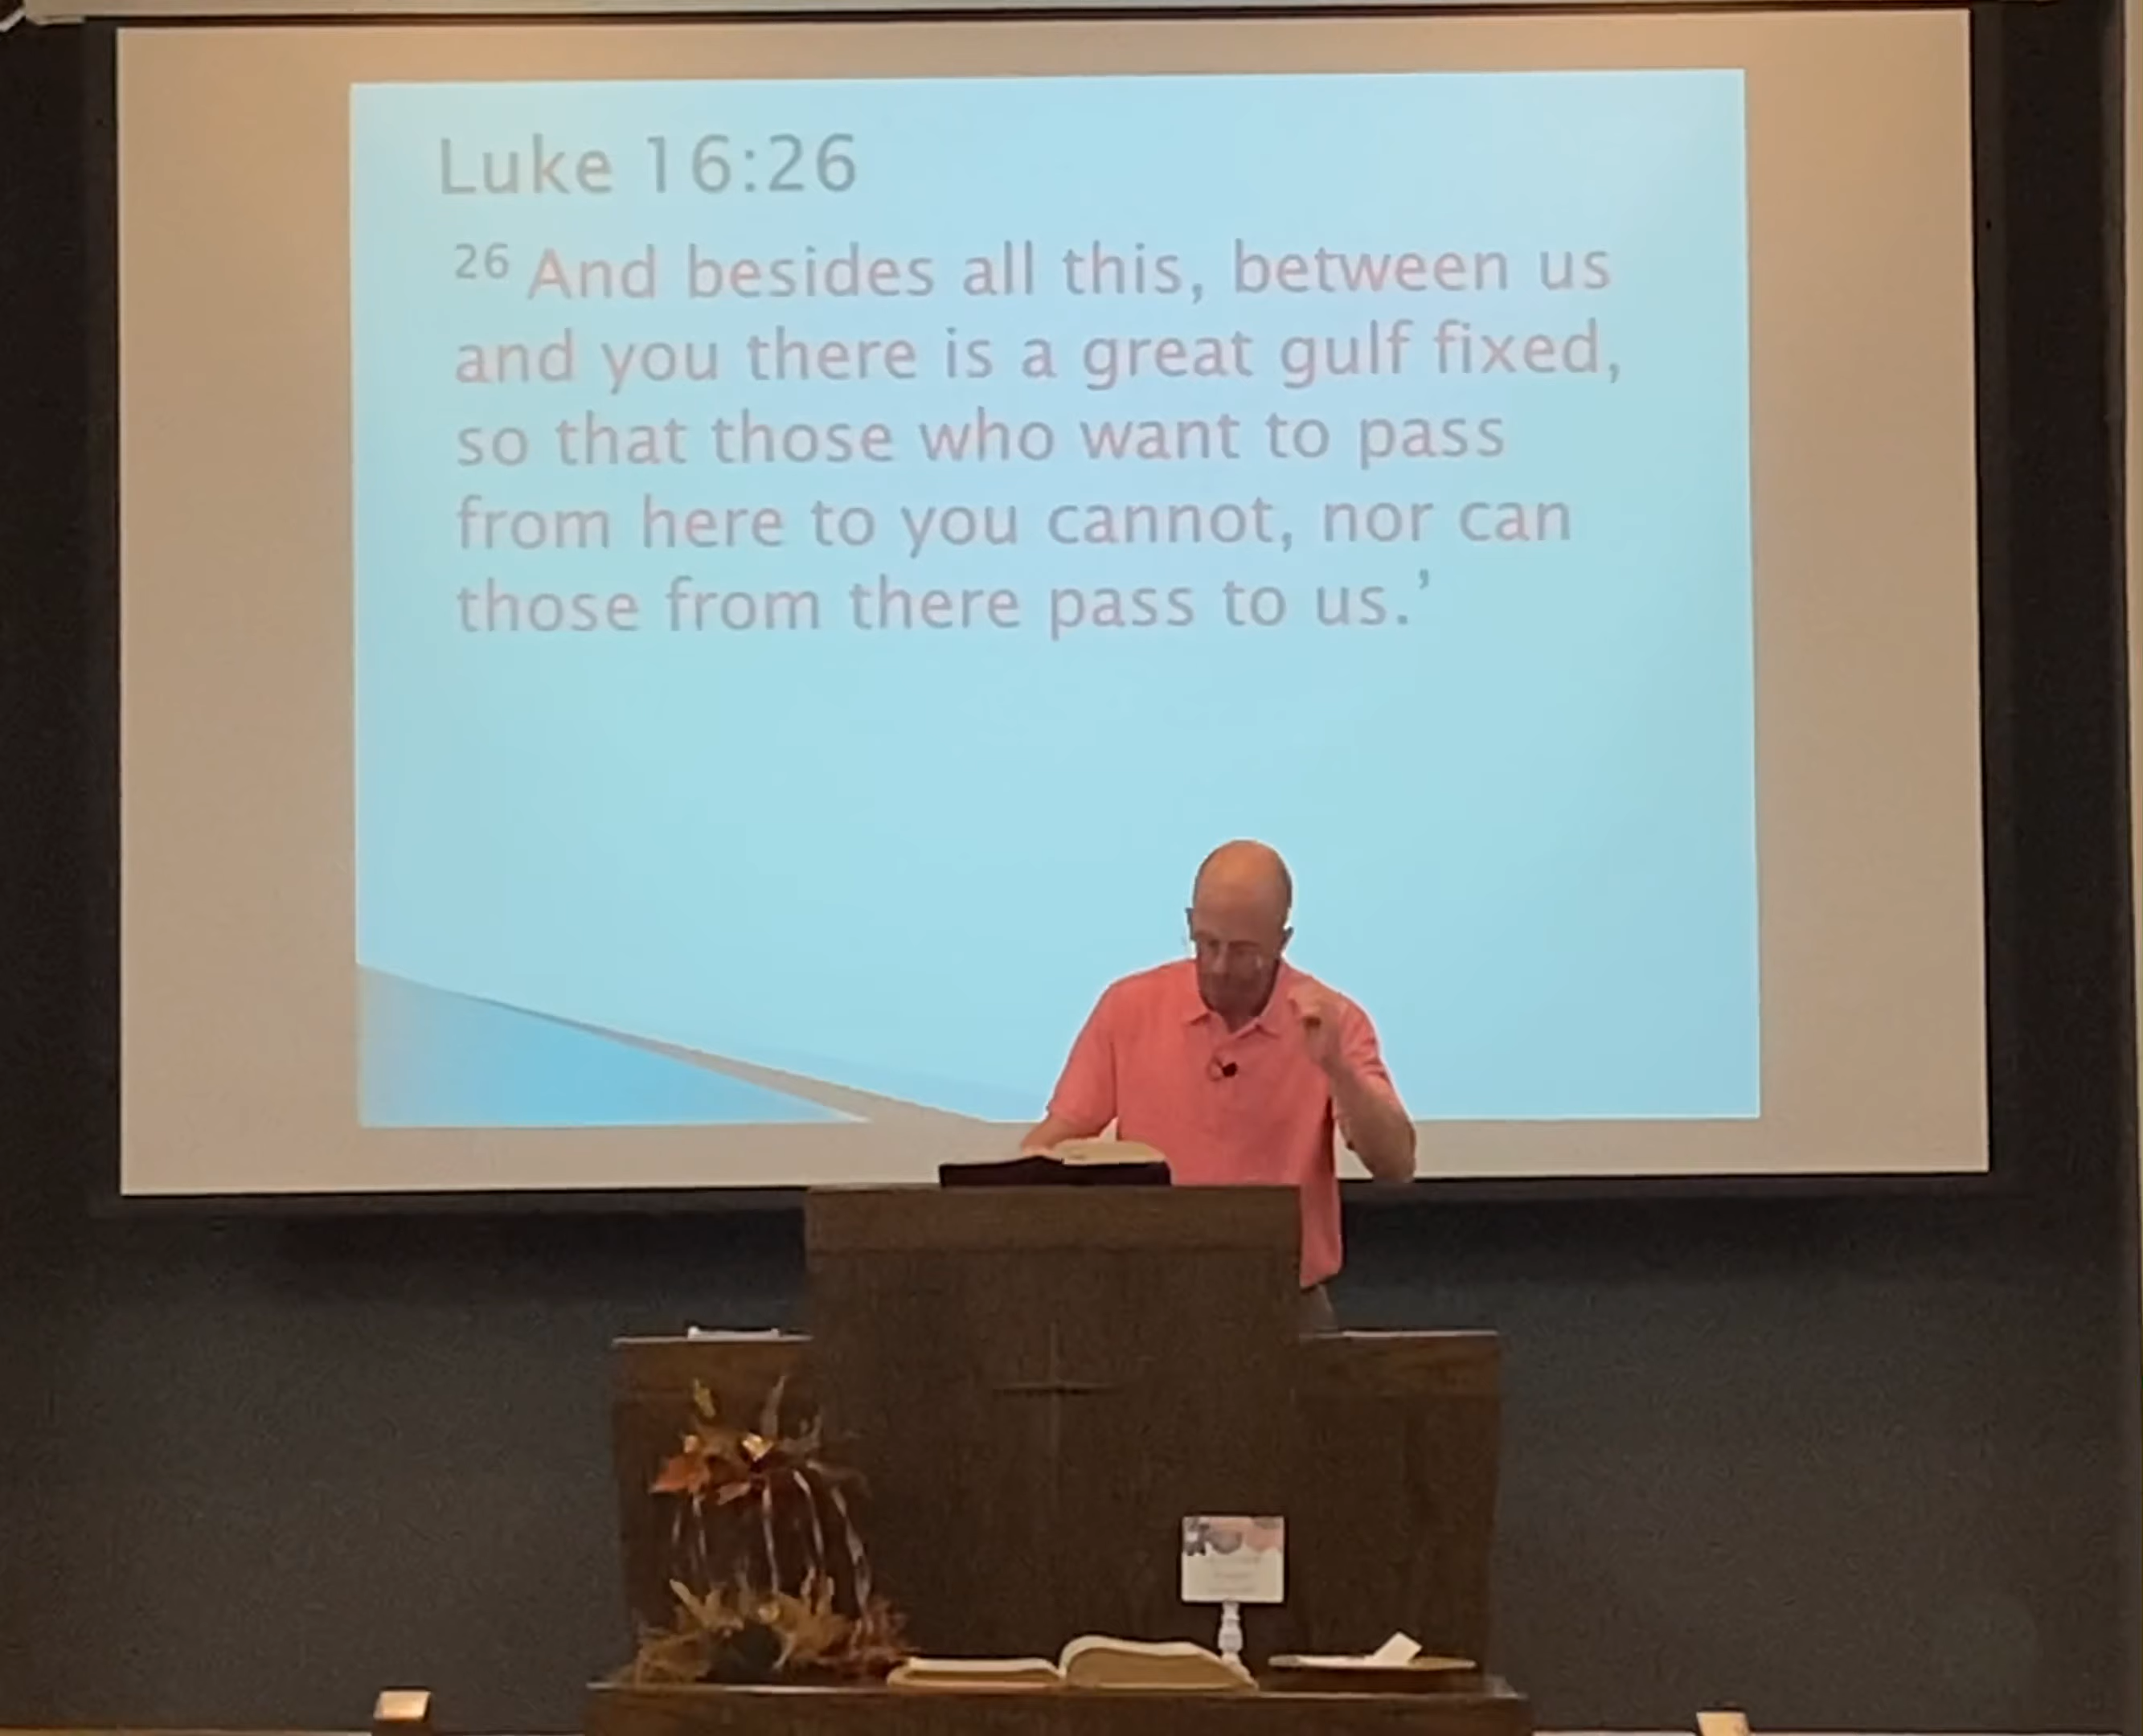 Luke 16:26
26 And besides all this, between us
and you there is a great gulf fixed,
so that those who want to pass
from here to you cannot, nor can
those from there pass to us.’